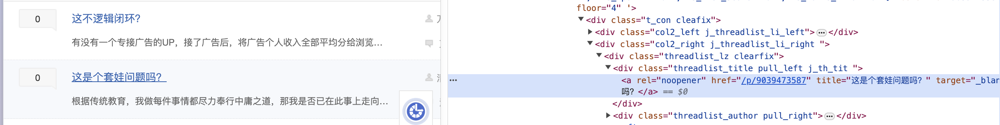 0
这不逻辑闭环？
有没有一个专接广告的UP，接了广告后，将广告个人收入全部平均分给浏览...
0
这是个套娃问题吗？
根据传统教育，我做每件事情都尽力奉行中庸之道，那我是否已在此事上走向...
floor="4" '>
<div class="t_con cleafix">
<div class="col2_left j_threadlist_li_left">…</div>
<div class="col2_right j_threadlist_li_right ">
<div class="threadlist_lz clearfix">
<div class="threadlist_title pull_left j_th_tit ">
<a rel="noopener" href="/p/9039473587" title="这是个套娃问题吗？" target="_blan
吗？</a> == $0
</div>
<div class="threadlist_author pull_right">…</div>